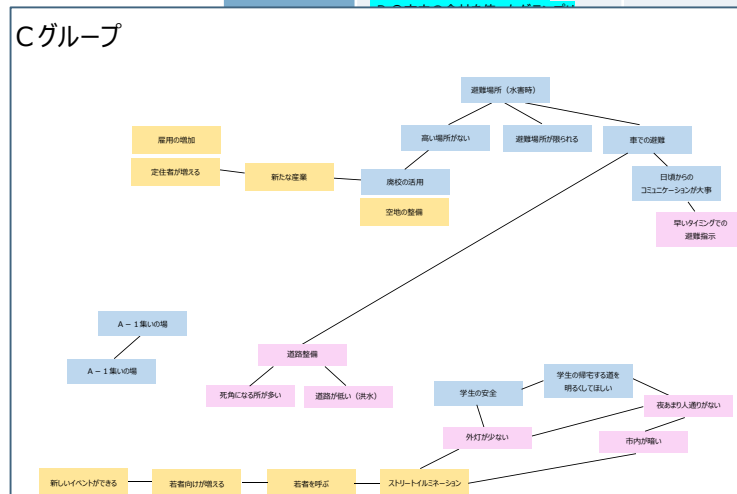 Cグループ
避難場所（水害時）
雇用の増加
高い場所がない
避難場所が限られる
車での避難
定住者が増える
新たな産業
廃校の活用
日頃からの
コミュニケーションが大事
空地の整備
早いタイミングでの
避難指示
A－1集いの場
A－1集いの場
道路整備
死角になる所が多い
道路が低い（洪水）
学生の安全
学生の帰宅する道を
明るくしてほしい
夜あまり人通りがない
外灯が少ない
市内が暗い
新しいイベントができる
若者向けが増える
若者を呼ぶ
ストリートイルミネーション